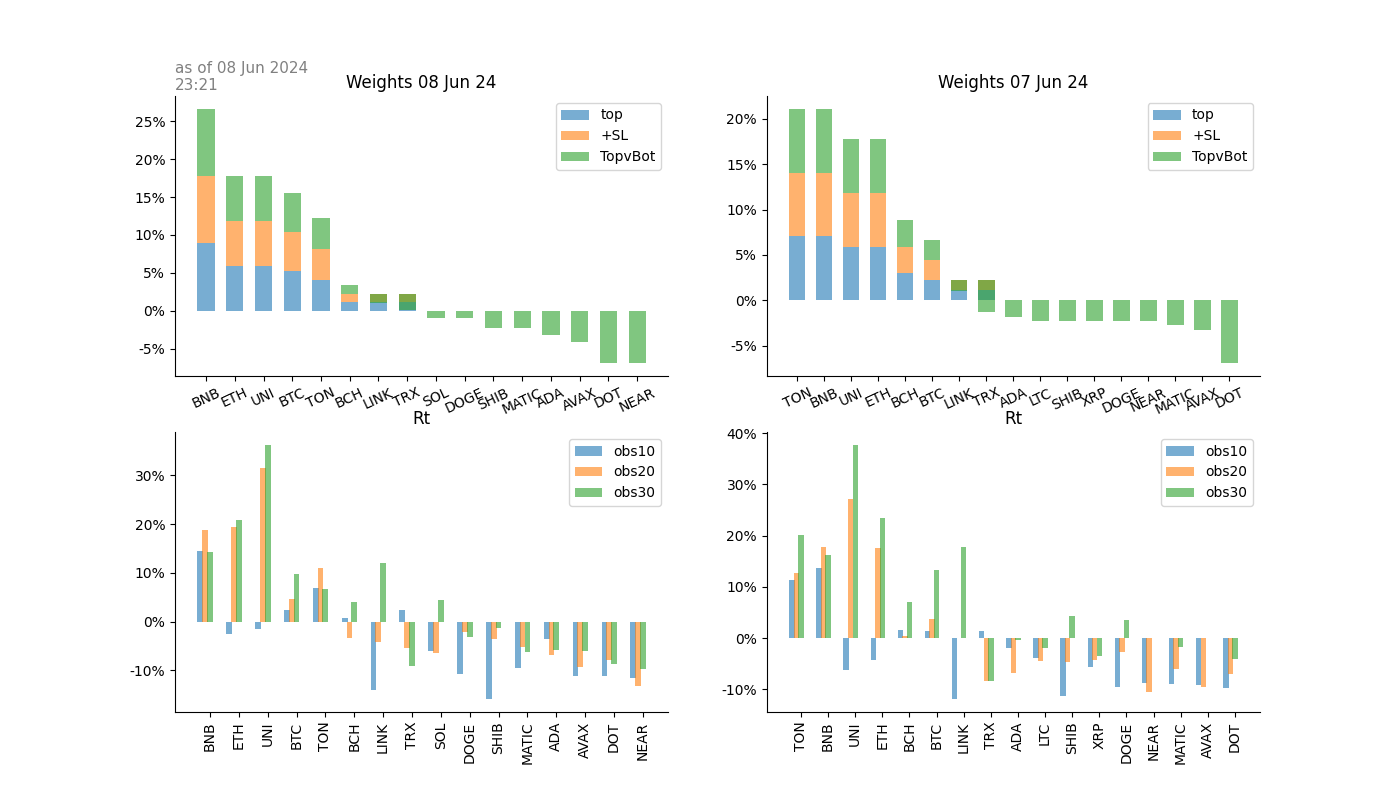 as of 08 Jun 2024
23:21
Weights 08 Jun 24
25%
20%
15%
10%
5%
0%
-5%
top
+SL
TopvBot
BNB ETH UNI BTC TON BCH LINK TRX SOL DOGE SHIB MATIC ADA AVAX DOT NEAR
Weights 07 Jun 24
20%
15%
10%
5%
0%
-5%
top
+SL
TopvBot
TON BNB UNI ETH BCH BTC LINK TRX ADA LTC SHIB XRP DOGE NEAR MATIC AVAX DOT
Rt
30%
20%
10%
0%
-10%
obs10
obs20
obs30
BNB ETH UNI BTC TON BCH LINK TRX SOL DOGE SHIB MATIC ADA AVAX DOT NEAR
Rt
40%
30%
20%
10%
0%
-10%
obs10
obs20
obs30
TON BNB UNI ETH BCH BTC LINK TRX ADA LTC SHIB XRP DOGE NEAR MATIC AVAX DOT